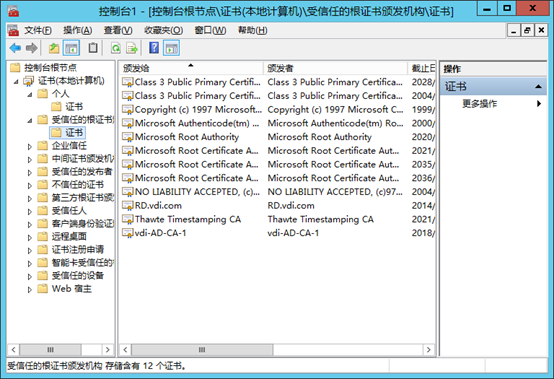 控制台1 - [控制台根节点\证书(本地计算机)\受信任的根证书颁发机构\证书]
文件(F) 操作(A) 查看(V) 收藏夹(O) 窗口(W) 帮助(H)
控制台根节点
证书(本地计算机)
个人
证书
受信任的根证书
证书
企业信任
中间证书颁发机
受信任的发布者
不信任的证书
第三方根证书颁
受信任人
客户端身份验证
远程桌面
证书注册申请
智能卡受信任的
受信任的设备
Web 宿主
颁发给 颁发者 截止日
Class 3 Public Primary Certifi... Class 3 Public Primary Certifica... 2028/
Class 3 Public Primary Certifi... Class 3 Public Primary Certifica... 2004/
Copyright (c) 1997 Microsof... Copyright (c) 1997 Microsoft C... 1999/
Microsoft Authenticode(tm) ... Microsoft Authenticode(tm) Ro... 2000/
Microsoft Root Authority Microsoft Root Authority 2020/
Microsoft Root Certificate A... Microsoft Root Certificate Aut... 2021/
Microsoft Root Certificate A... Microsoft Root Certificate Aut... 2035/
Microsoft Root Certificate A... Microsoft Root Certificate Aut... 2036/
NO LIABILITY ACCEPTED, (c)... NO LIABILITY ACCEPTED, (c)97... 2004/
RD.vdi.com RD.vdi.com 2014/
Thawte Timestamping CA Thawte Timestamping CA 2021/
vdi-AD-CA-1 vdi-AD-CA-1 2018/
操作
证书
更多操作
受信任的根证书颁发机构 存储含有 12 个证书。